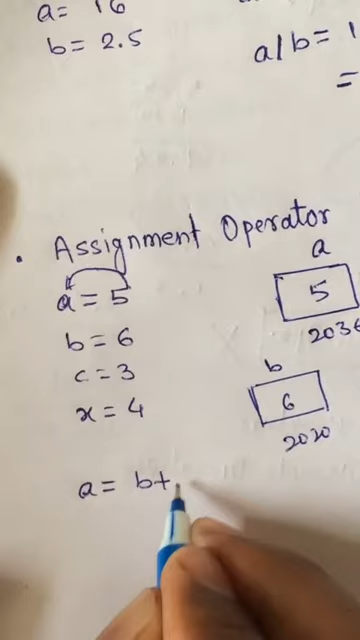 a = 16
b = 2.5
a/b = 1
=
. Assignment Operator
a = 5
b = 6
c = 3
x = 4
a
5
2036
b
6
2020
a = b+